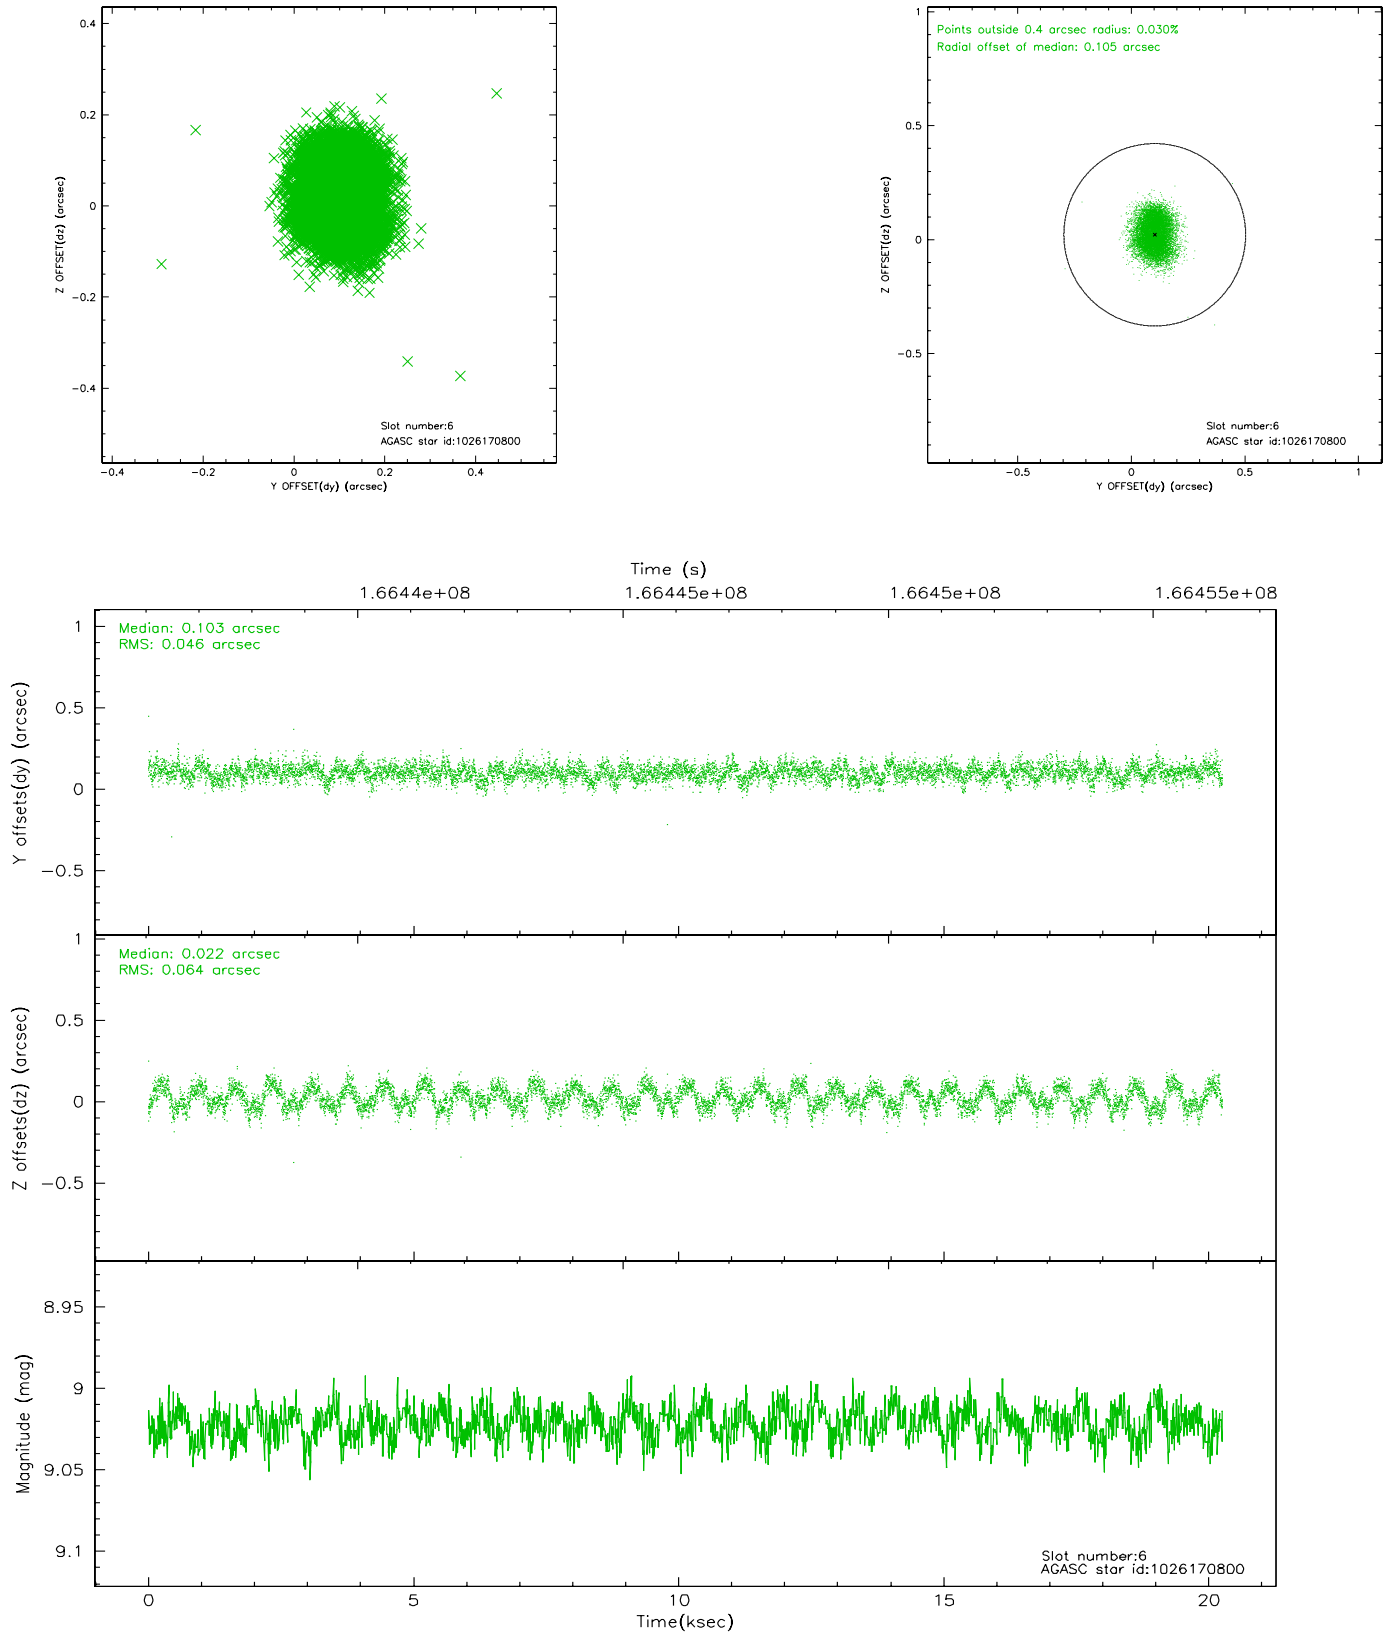 0.4
0.2
0
−0.2
−0.4
Z OFFSET(dz) (arcsec)
Slot number:6
AGASC star id:1026170800
−0.4 −0.2 0 0.2 0.4
Y OFFSET(dy) (arcsec)
Points outside 0.4 arcsec radius: 0.030%
Radial offset of median: 0.105 arcsec
1
0.5
0
−0.5
Z OFFSET(dz) (arcsec)
Slot number:6
AGASC star id:1026170800
−0.5 0 0.5 1
Y OFFSET(dy) (arcsec)
Time (s)
1.6644e+08 1.66445e+08 1.6645e+08 1.66455e+08
Median: 0.103 arcsec
RMS: 0.046 arcsec
1
0.5
0
−0.5
Y offsets(dy) (arcsec)
Median: 0.022 arcsec
RMS: 0.064 arcsec
1
0.5
0
−0.5
Z offsets(dz) (arcsec)
8.95
9
9.05
9.1
Magnitude (mag)
Slot number:6
AGASC star id:1026170800
0 5 10 15 20
Time(ksec)